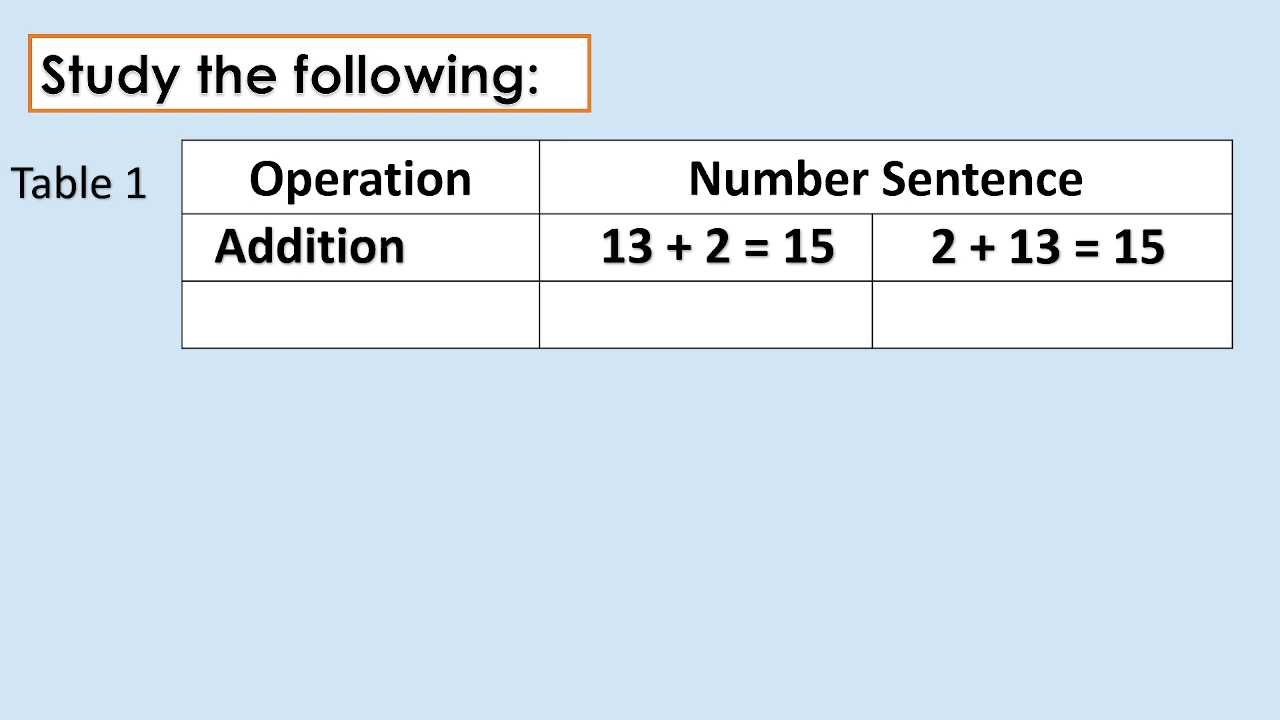 Study the following:
Table 1
Operation Number Sentence
Addition 13 + 2 = 15 2 + 13 = 15